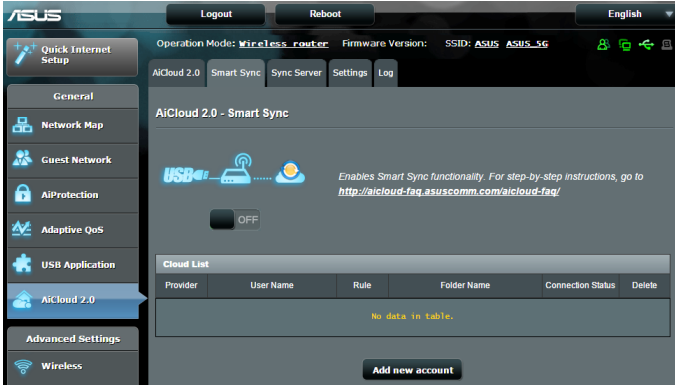 ASUS
Logout
Reboot
English
Quick Internet
Setup
Operation Mode: Wireless router Firmware Version: SSID: ASUS ASUS_5G
AiCloud 2.0
Smart Sync
Sync Server
Settings
Log
General
Network Map
Guest Network
AiProtection
Adaptive QoS
USB Application
AiCloud 2.0
Advanced Settings
Wireless
AiCloud 2.0 - Smart Sync
USB
Enables Smart Sync functionality. For step-by-step instructions, go to
http://aicloud-faq.asuscomm.com/aicloud-faq/
OFF
Cloud List
Provider User Name Rule Folder Name Connection Status Delete
No data in table.
Add new account